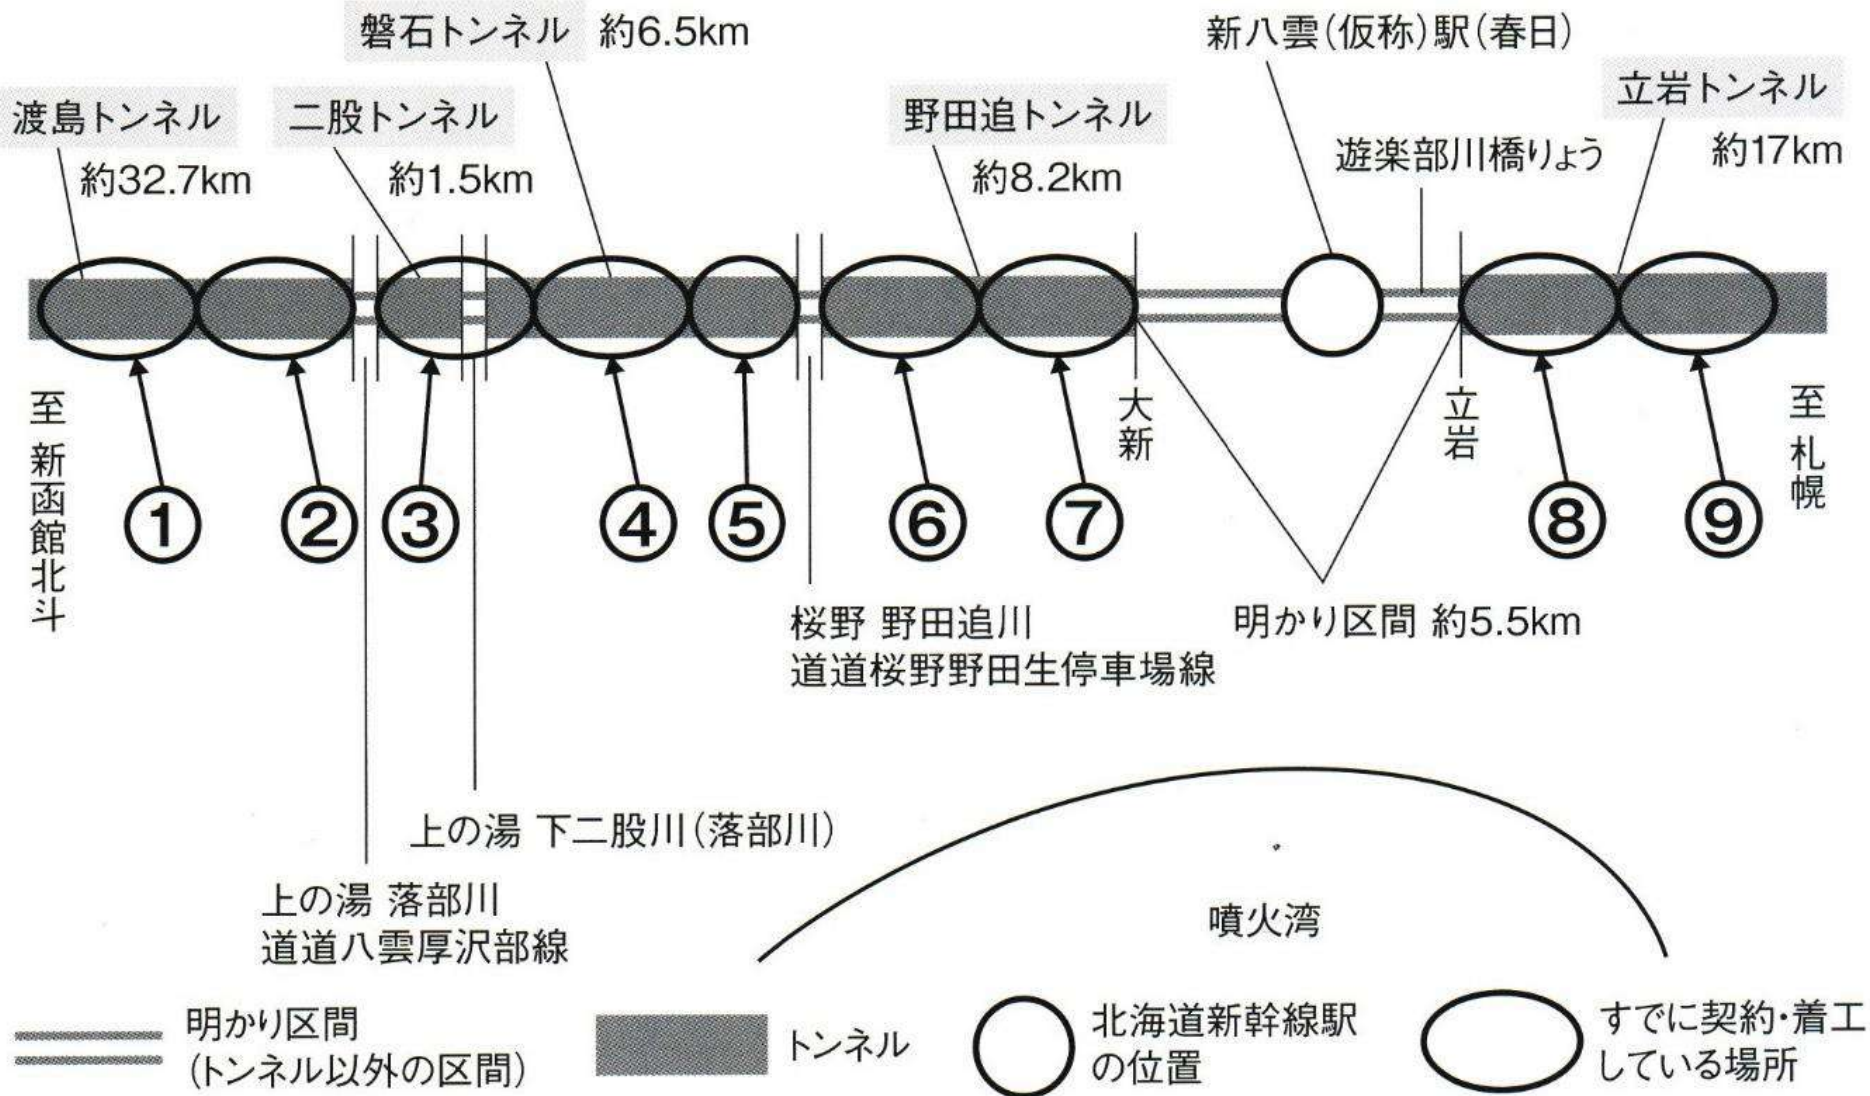 磐石トンネル 約6.5km
新八雲(仮称)駅(春日)
渡島トンネル
約32.7km
二股トンネル
約1.5km
野田追トンネル
約8.2km
遊楽部川橋りょう
立岩トンネル
約17km
至 新函館北斗
①
②
③
④
⑤
⑥
⑦
大新
立岩
⑧
⑨
至 札幌
桜野 野田追川
道道桜野野田生停車場線
明かり区間 約5.5km
上の湯 下二股川(落部川)
上の湯 落部川
道道八雲厚沢部線
噴火湾
明かり区間
(トンネル以外の区間)
トンネル
北海道新幹線駅
の位置
すでに契約・着工
している場所